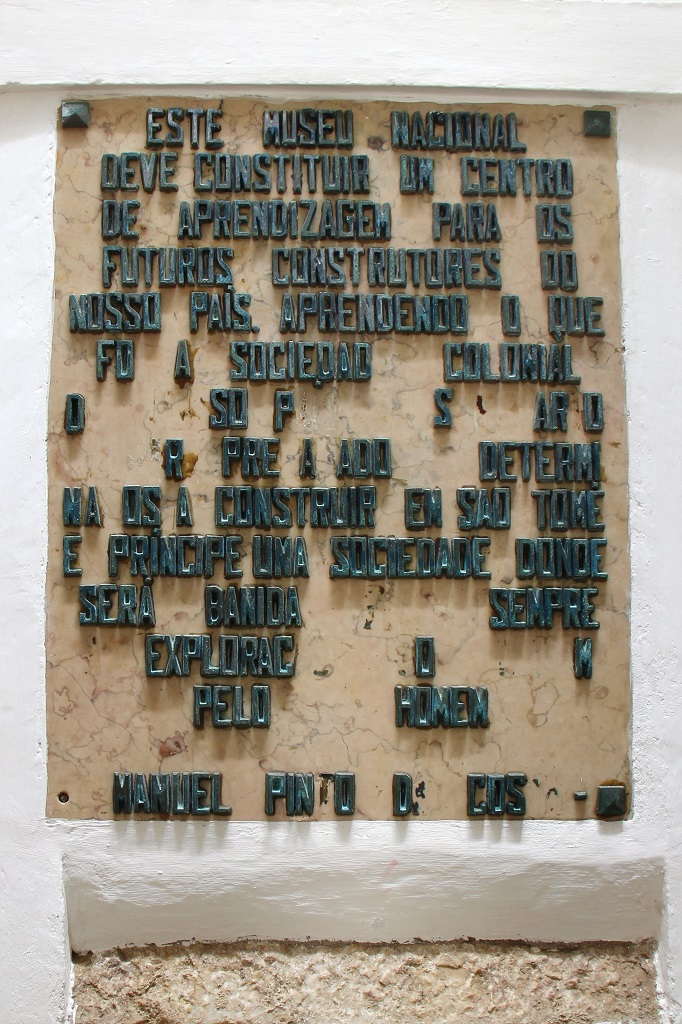 ESTE MUSEU NACIONAL
DEVE CONSTITUIR UM CENTRO
DE APRENDIZAGEM PARA OS
FUTUROS CONSTRUTORES DO
NOSSO PAÍS. APRENDENDO O QUE
FO A SOCIEDAD COLONIAL
O SO P S AR O
R PRE A ADO DETERMI
NA OS A CONSTRUIR EM SAO TOMÉ
E PRÍNCIPE UMA SOCIEDADE DONDE
SERÁ BANIDA SEMPRE
EXPLORAC O M
PELO HOMEM
MANUEL PINTO D. COS